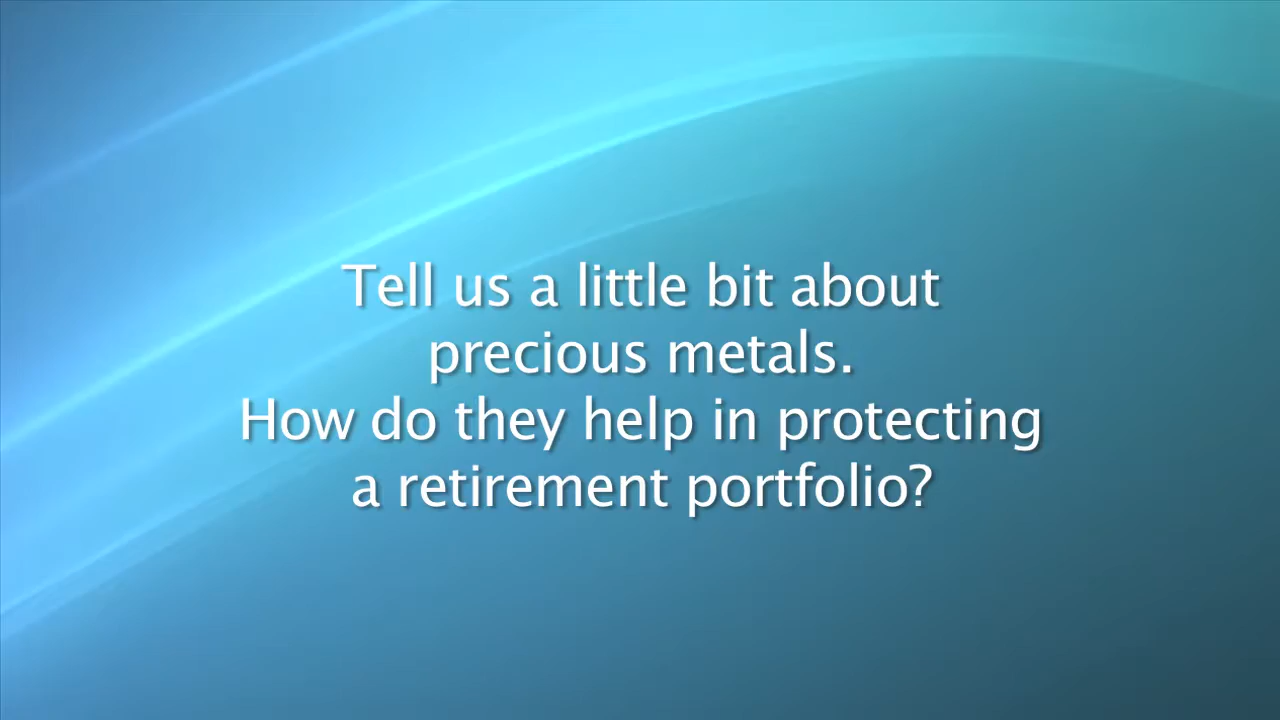 Tell us a little bit about
precious metals.
How do they help in protecting
a retirement portfolio?